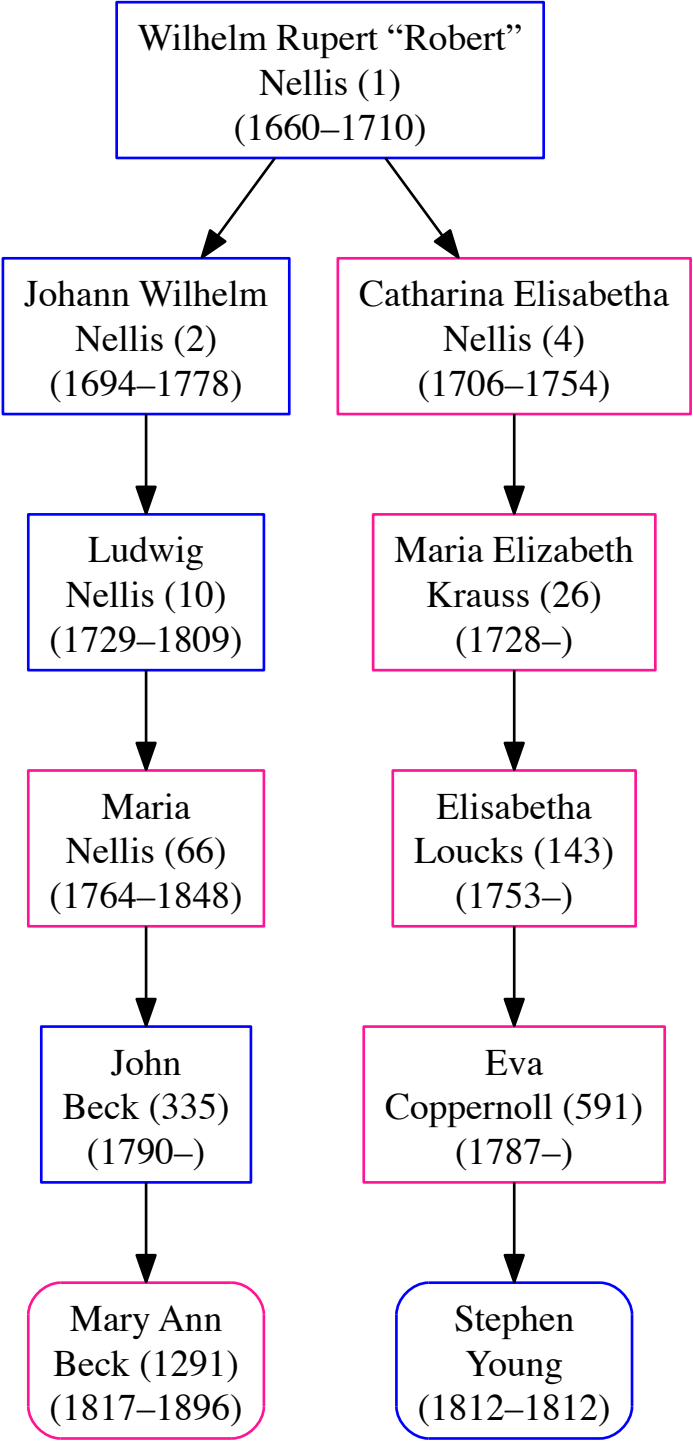 Wilhelm Rupert “Robert”
Nellis (1)
(1660–1710)
Johann Wilhelm
Nellis (2)
(1694–1778)
Catharina Elisabetha
Nellis (4)
(1706–1754)
Ludwig
Nellis (10)
(1729–1809)
Maria Elizabeth
Krauss (26)
(1728–)
Maria
Nellis (66)
(1764–1848)
Elisabetha
Loucks (143)
(1753–)
John
Beck (335)
(1790–)
Eva
Coppernoll (591)
(1787–)
Mary Ann
Beck (1291)
(1817–1896)
Stephen
Young
(1812–1812)